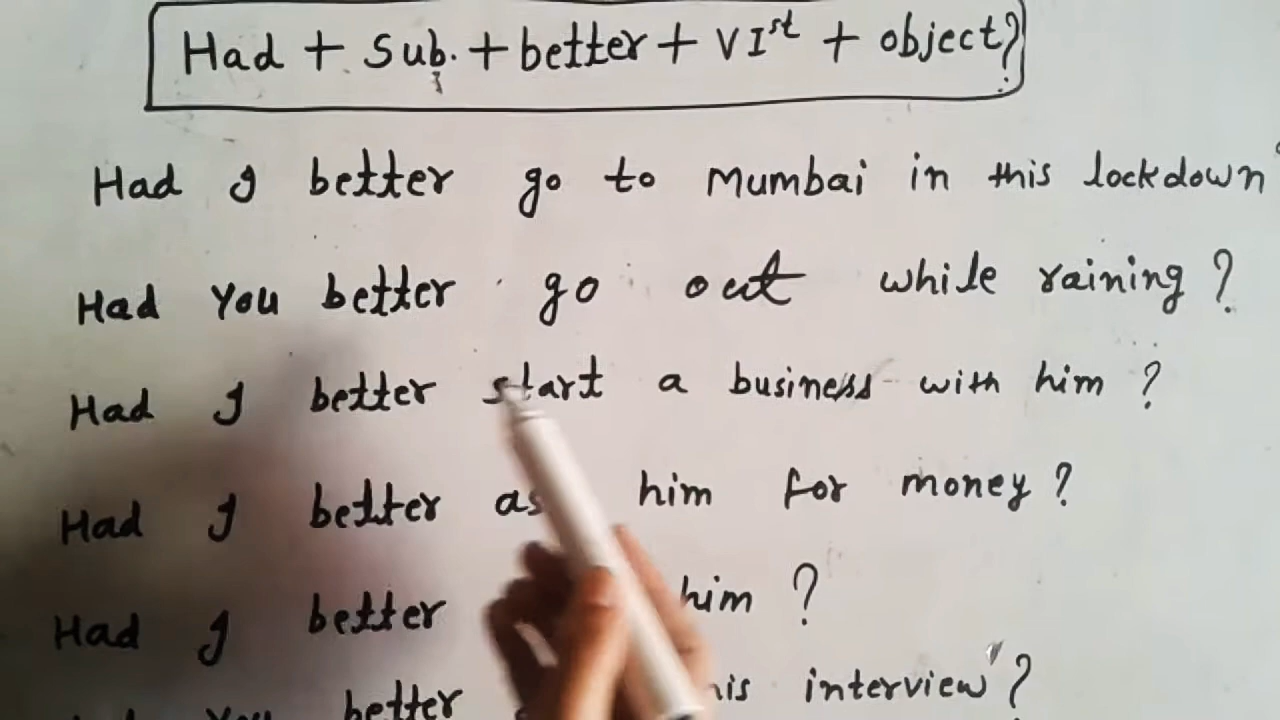 Had + Sub. + better + VIst + object?
Had I better go to Mumbai in this lockdown
Had You better go out while raining ?
Had I better start a business with him ?
Had I better him for money ?
Had I better him ?
You better interview ?